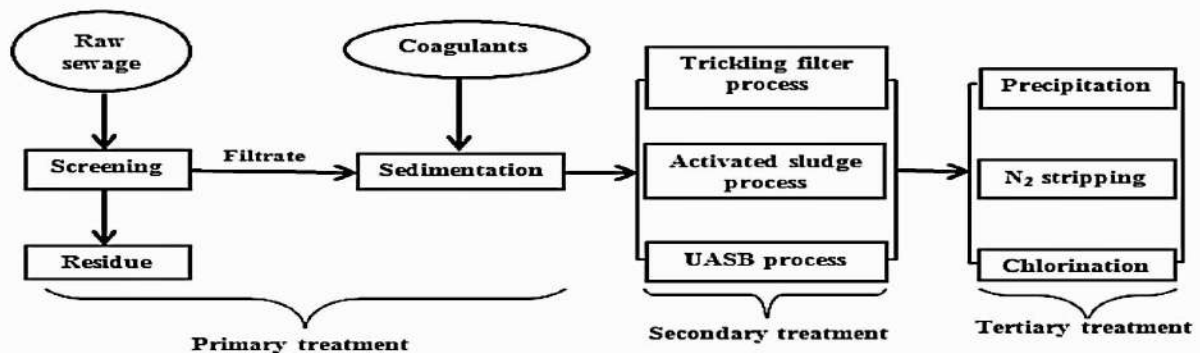 Raw
sewage
Coagulants
Trickling filter
process
Precipitation
Screening
Filtrate
Sedimentation
Activated sludge
process
N₂ stripping
Residue
UASB process
Chlorination
Primary treatment
Secondary treatment
Tertiary treatment